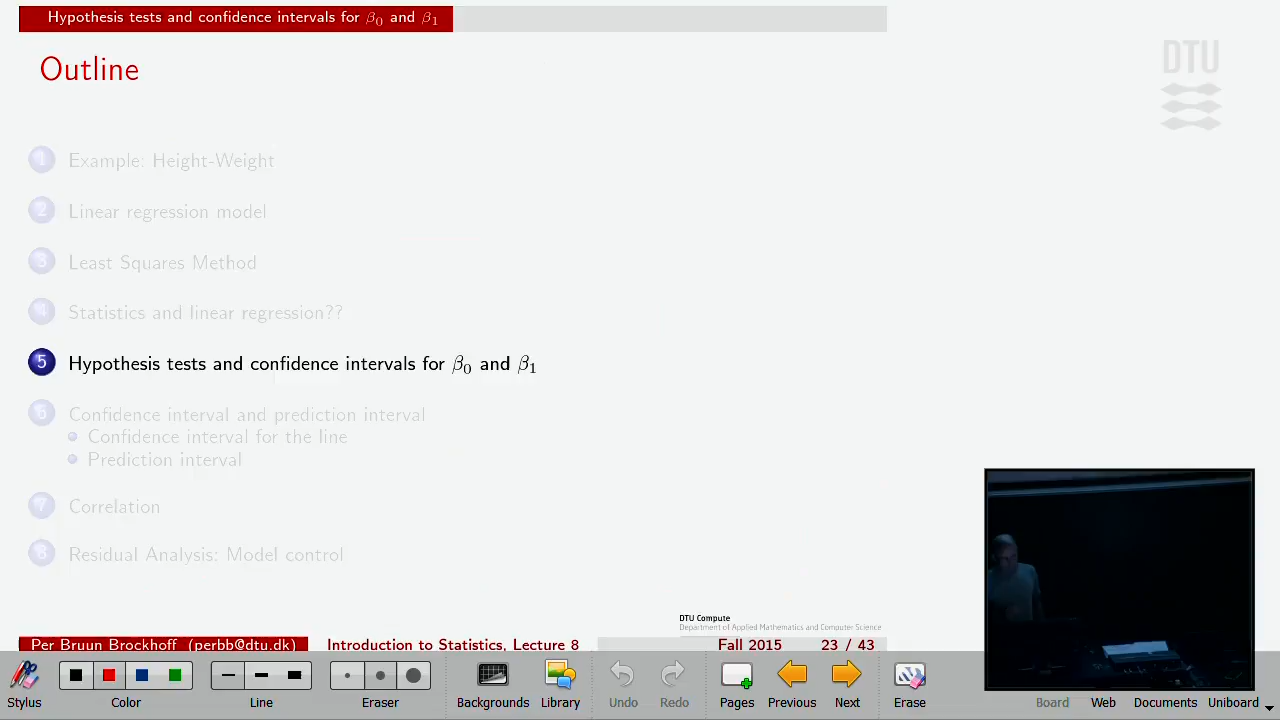 Hypothesis tests and confidence intervals for β₀ and β₁
DTU
Outline
1 Example: Height-Weight
2 Linear regression model
3 Least Squares Method
4 Statistics and linear regression??
5 Hypothesis tests and confidence intervals for β₀ and β₁
6 Confidence interval and prediction interval
Confidence interval for the line
Prediction interval
7 Correlation
8 Residual Analysis: Model control
DTU Compute
Department of Applied Mathematics and Computer Science
Per Bruun Brockhoff (perbb@dtu.dk) Introduction to Statistics, Lecture 8 Fall 2015 23 / 43
Stylus Color Line Eraser Backgrounds Library Undo Redo Pages Previous Next Erase Board Web Documents Uniboard